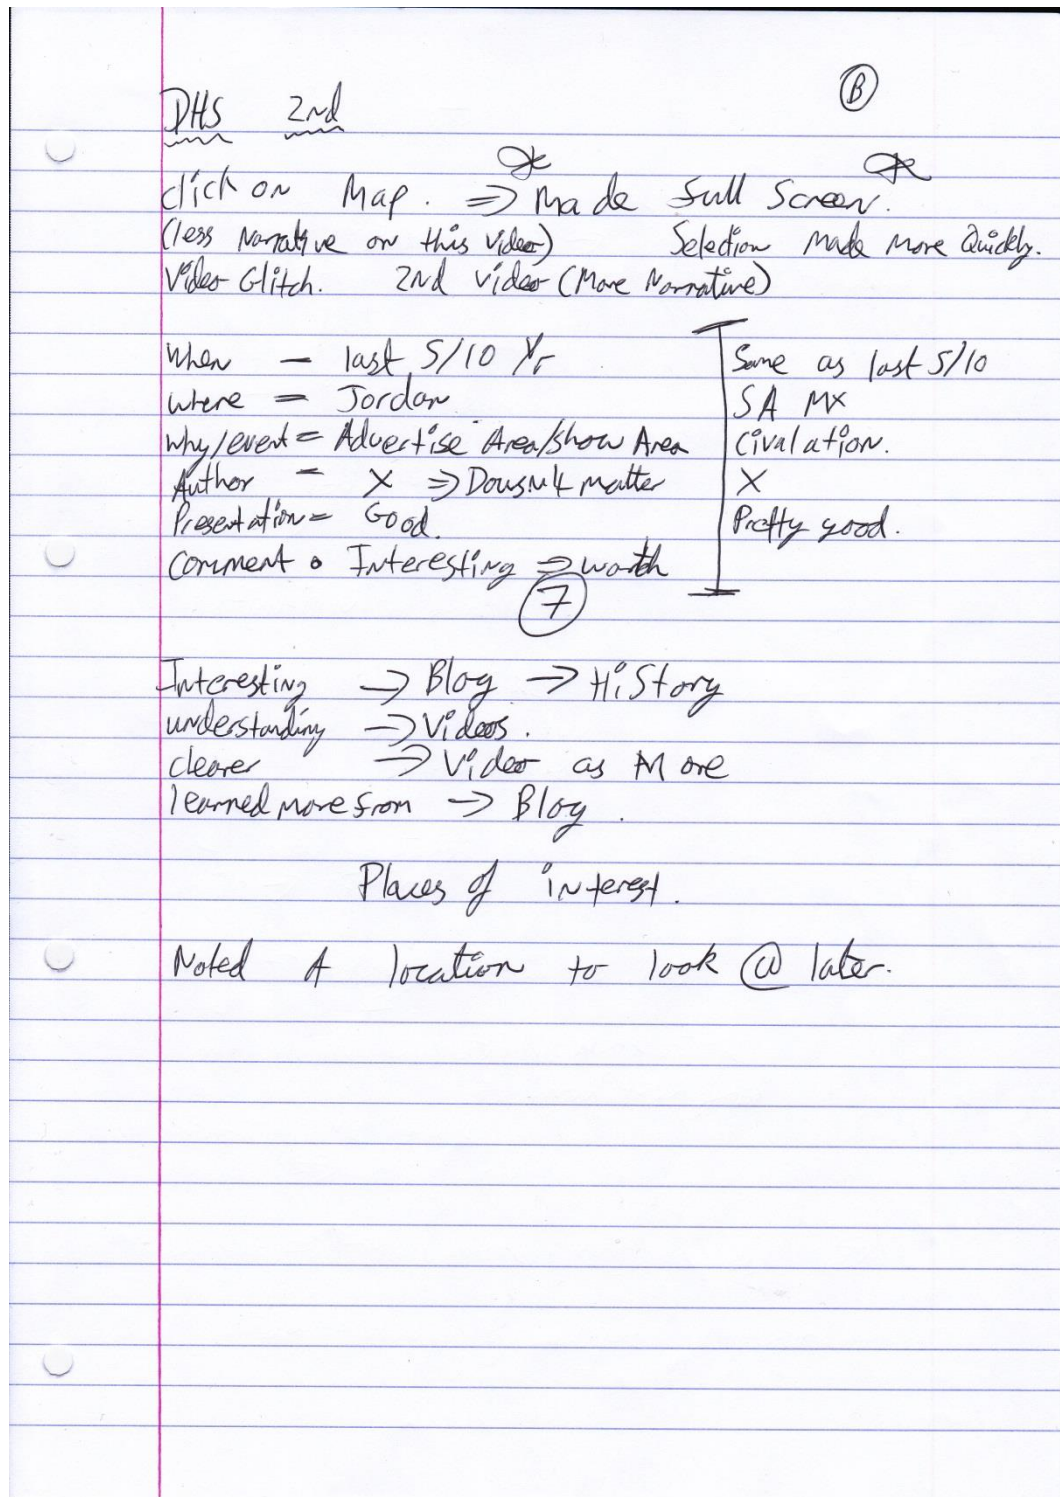 DHS 2nd B
click on Map. ⇒ Made full Screen.
(less Narrative on this video) Selection Made More Quickly.
Video Glitch. 2nd video (More Narrative)
When — last 5/10 Yr Same as last 5/10
where = Jordan SA MX
why/event = Advertise Area/show Area Civalation.
Author — X ⇒ Dousn't matter X
Presentation = Good. Pretty good.
Comment • Interesting ⇒ worth
7
Interesting → Blog → HiStory
understanding → Videos.
clearer → Video as More
learned more from → Blog.
Places of interest.
Noted A location to look @ later.